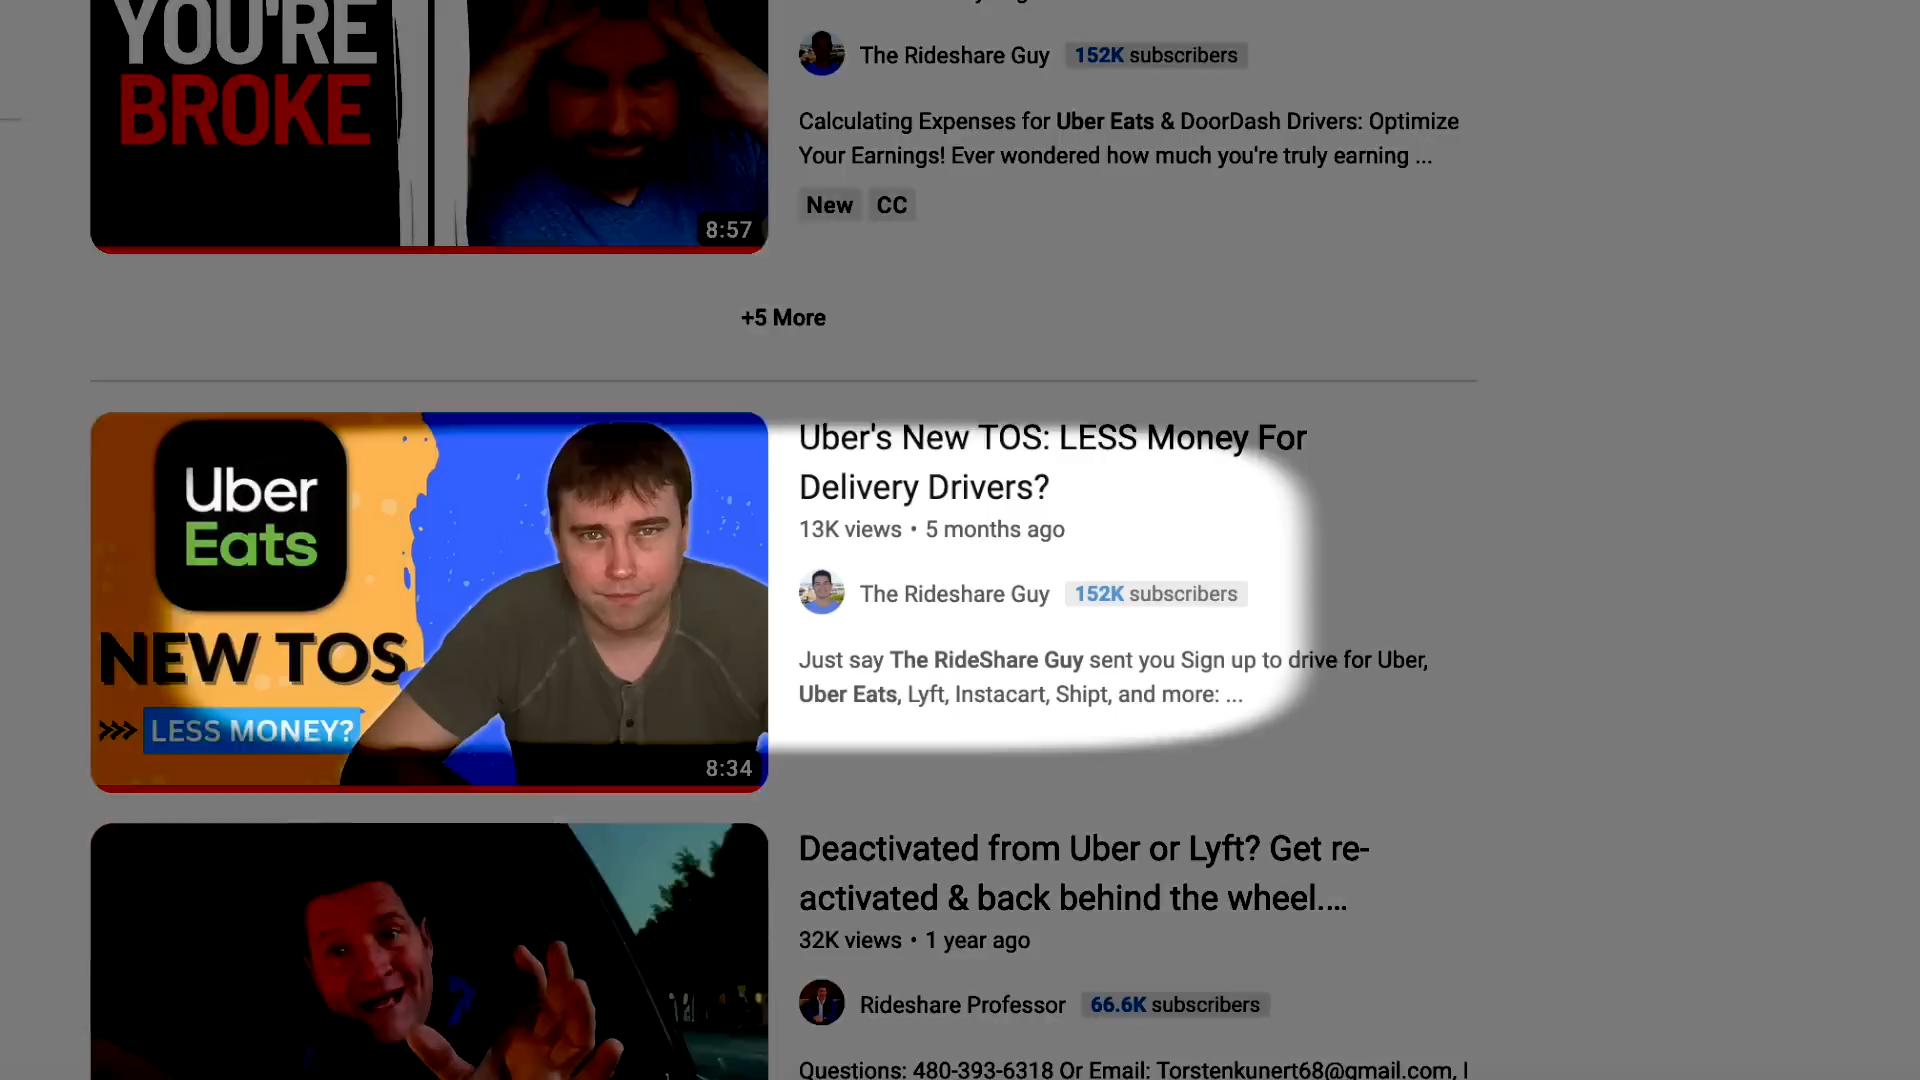 YOU'RE
BROKE
8:57
The Rideshare Guy 152K subscribers
Calculating Expenses for Uber Eats & DoorDash Drivers: Optimize
Your Earnings! Ever wondered how much you're truly earning ...
New CC
+5 More
Uber
Eats
NEW TOS
>>> LESS MONEY?
8:34
Uber's New TOS: LESS Money For
Delivery Drivers?
13K views • 5 months ago
The Rideshare Guy 152K subscribers
Just say The RideShare Guy sent you Sign up to drive for Uber,
Uber Eats, Lyft, Instacart, Shipt, and more: ...
Deactivated from Uber or Lyft? Get re-
activated & back behind the wheel....
32K views • 1 year ago
Rideshare Professor 66.6K subscribers
Questions: 480-393-6318 Or Email: Torstenkunert68@gmail.com, I